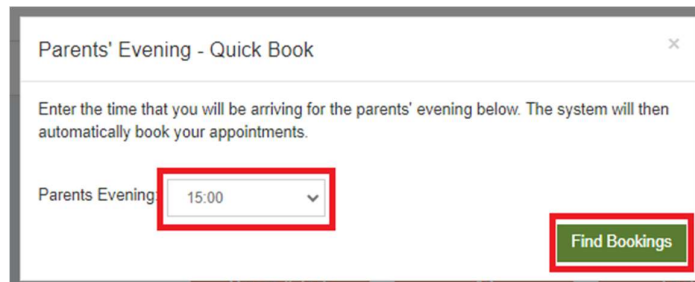 Parents' Evening - Quick Book
×
Enter the time that you will be arriving for the parents' evening below. The system will then
automatically book your appointments.
Parents Evening:
15:00
Find Bookings